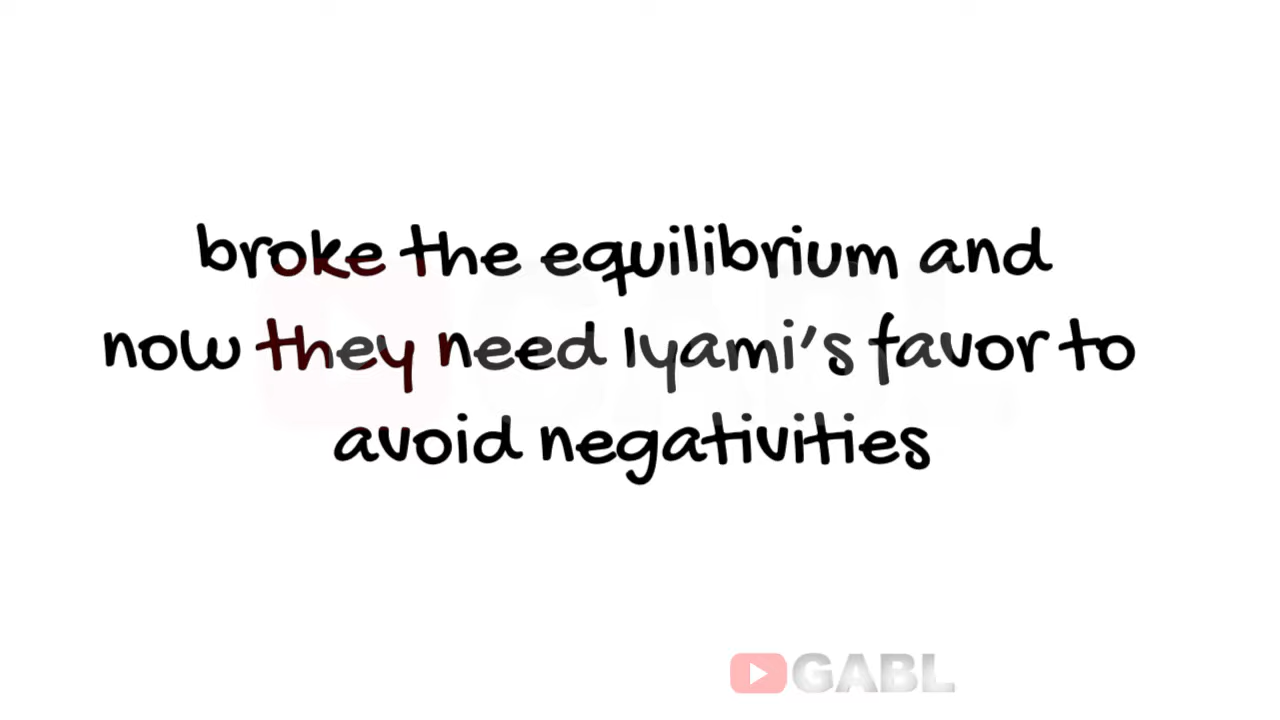 broke the equilibrium and
now they need Iyami's favor to
avoid negativities
GABL